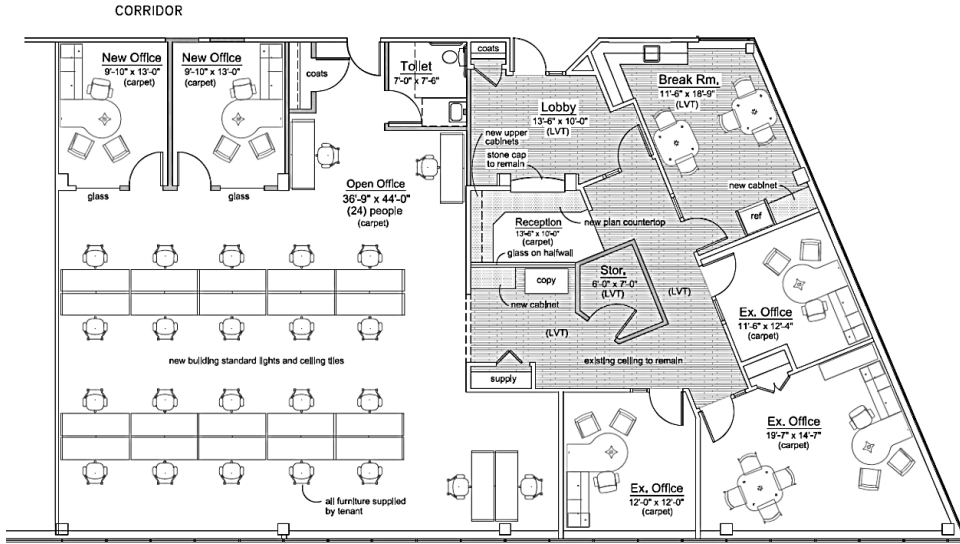 CORRIDOR
New Office
9'-10" x 13'-0"
(carpet)
New Office
9'-10" x 13'-0"
(carpet)
coats
Toilet
7'-0" x 7'-6"
coats
Lobby
13'-6" x 10'-0"
(LVT)
Break Rm.
11'-6" x 18'-9"
(LVT)
new upper
cabinets
stone cap
to remain
glass
glass
Open Office
36'-9" x 44'-0"
(24) people
(carpet)
new cabinet
ref
new plan countertop
Reception
13'-6" x 10'-0"
(carpet)
glass on halfwall
copy
Stor.
6'-0" x 7'-0"
(LVT)
(LVT)
new cabinet
(LVT)
Ex. Office
11'-6" x 12'-4"
(carpet)
new building standard lights and ceiling tiles
existing ceiling to remain
supply
Ex. Office
19'-7" x 14'-7"
(carpet)
Ex. Office
12'-0" x 12'-0"
(carpet)
all furniture supplied
by tenant